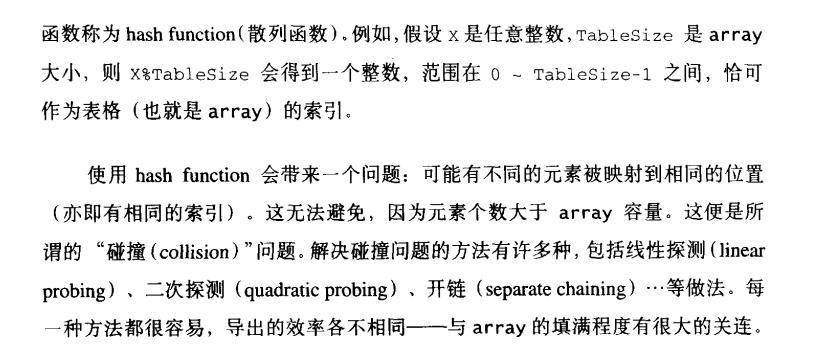 函数称为 hash function(散列函数)。例如,假设 X 是任意整数,TableSize 是 array
大小，则 X%TableSize 会得到一个整数，范围在 0 ~ TableSize-1 之间，恰可
作为表格（也就是 array）的索引。
使用 hash function 会带来一个问题：可能有不同的元素被映射到相同的位置
（亦即有相同的索引）。这无法避免，因为元素个数大于 array 容量。这便是所
谓的 “碰撞(collision)”问题。解决碰撞问题的方法有许多种,包括线性探测(linear
probing）、二次探测（quadratic probing）、开链（separate chaining）…等做法。每
一种方法都很容易，导出的效率各不相同——与 array 的填满程度有很大的关连。